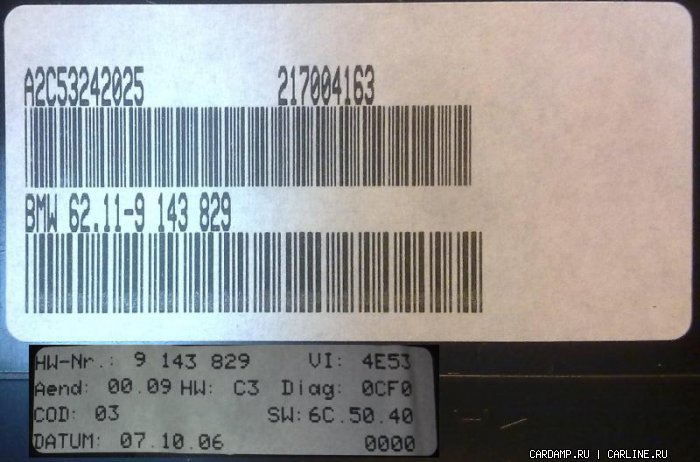 A2C53242025 217004163
BMW 62.11-9 143 829
HW-Nr.: 9 143 829 VI: 4E53
Aend: 00.09 HW: C3 Diag: 0CF0
COD: 03 SW: 6C.50.40
DATUM: 07.10.06 0000
CARDAMP.RU | CARLINE.RU